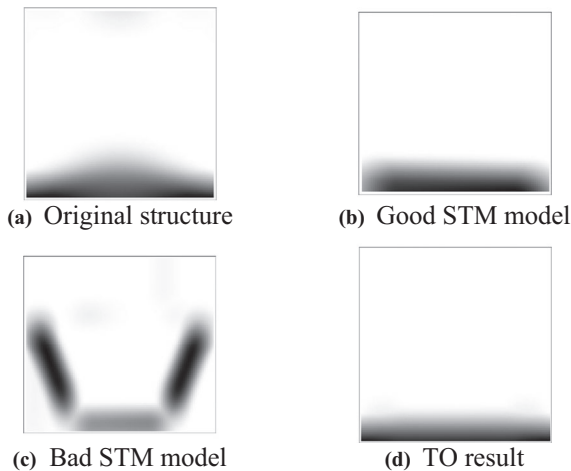 (a) Original structure
(b) Good STM model
(c) Bad STM model
(d) TO result